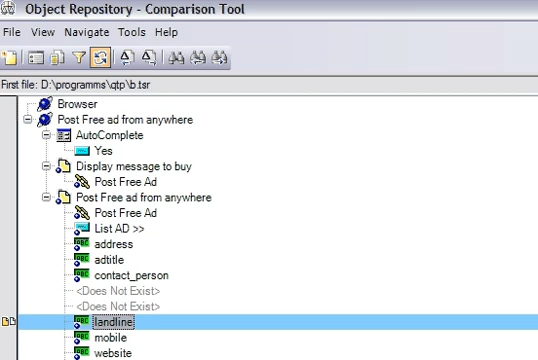 Object Repository - Comparison Tool
File View Navigate Tools Help
First file: D:\programms\qtp\b.tsr
Browser
Post Free ad from anywhere
AutoComplete
Yes
Display message to buy
Post Free Ad
Post Free ad from anywhere
Post Free Ad
List AD >>
address
adtitle
contact_person
<Does Not Exist>
<Does Not Exist>
landline
mobile
website